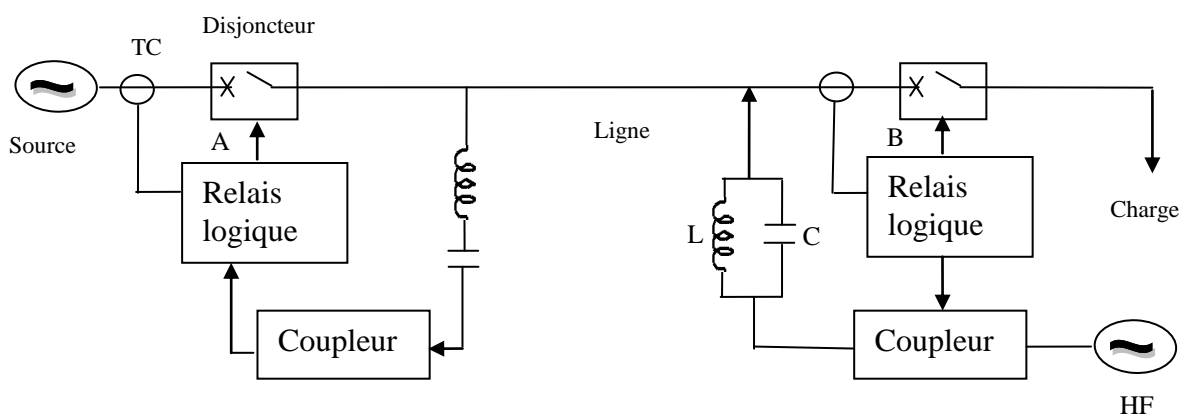 Disjoncteur
TC
A
Source
Ligne
B
Relais
logique
Relais
logique
Charge
L
C
Coupleur
Coupleur
HF